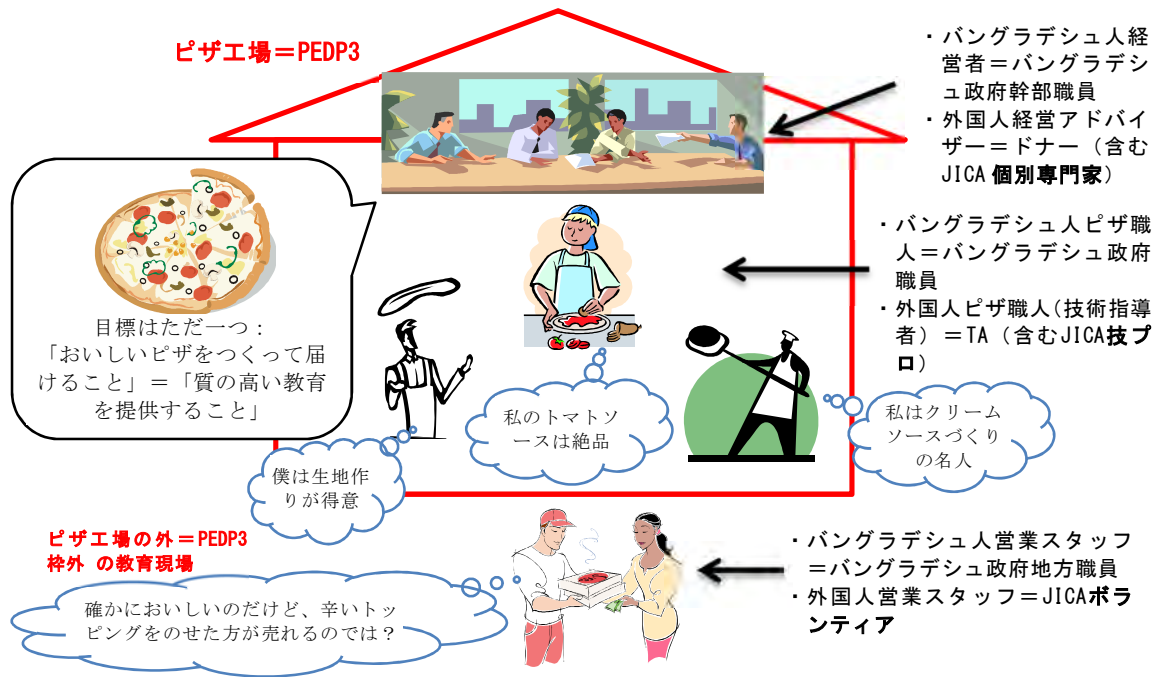 ピザ工場＝PEDP3
・バングラデシュ人経
営者＝バングラデシ
ュ政府幹部職員
・外国人経営アドバイ
ザー＝ドナー（含む
JICA 個別専門家）
目標はただ一つ：
「おいしいピザをつくって届
けること」＝「質の高い教育
を提供すること」
・バングラデシュ人ピザ職
人＝バングラデシュ政府
職員
・外国人ピザ職人（技術指導
者）＝TA（含むJICA技プ
ロ）
私のトマトソ
ースは絶品
私はクリーム
ソースづくり
の名人
僕は生地作
りが得意
ピザ工場の外＝PEDP3
枠外 の教育現場
確かにおいしいのだけど、辛いトッ
ピングをのせた方が売れるのでは？
・バングラデシュ人営業スタッフ
＝バングラデシュ政府地方職員
・外国人営業スタッフ＝JICAボラ
ンティア